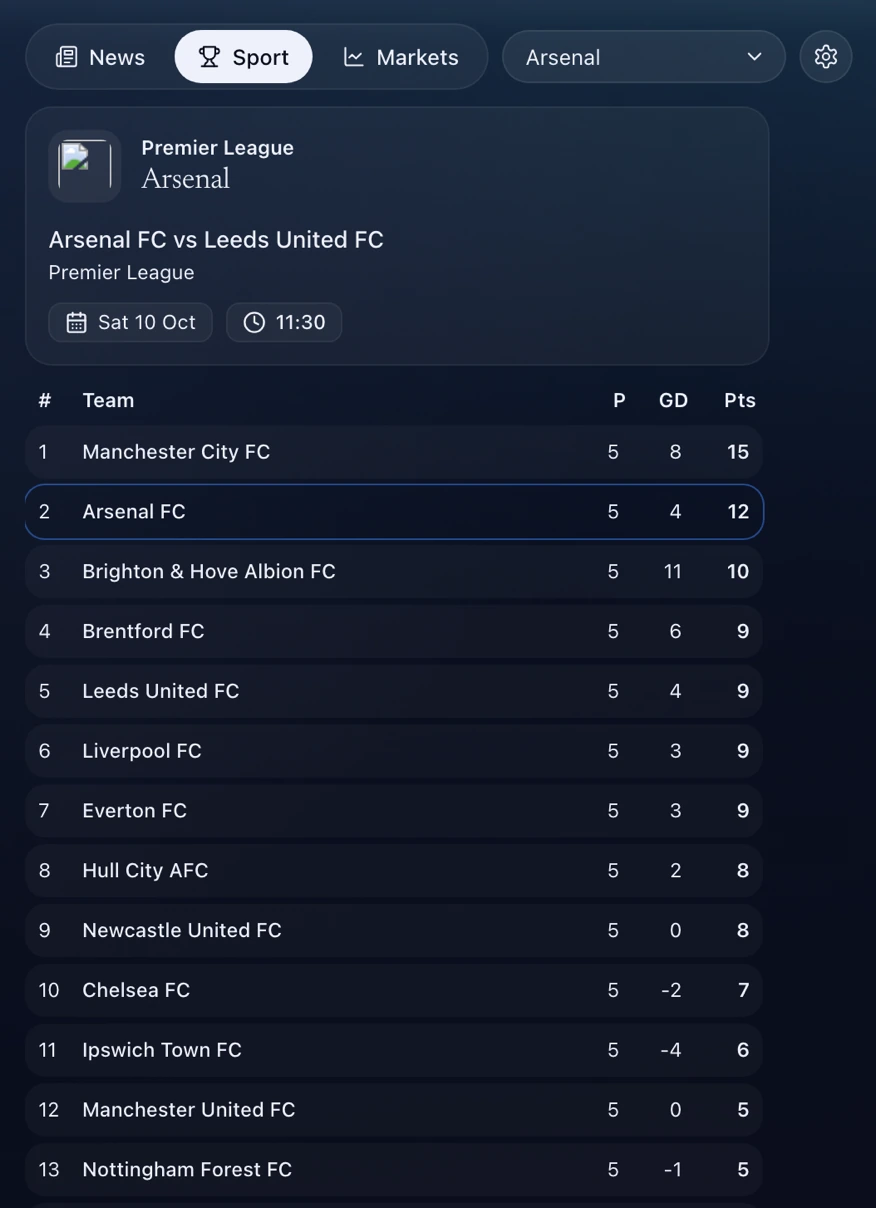 News Sport Markets Arsenal
Premier League
Arsenal
Arsenal FC vs Leeds United FC
Premier League
Sat 10 Oct 11:30
# Team P GD Pts
1 Manchester City FC 5 8 15
2 Arsenal FC 5 4 12
3 Brighton & Hove Albion FC 5 11 10
4 Brentford FC 5 6 9
5 Leeds United FC 5 4 9
6 Liverpool FC 5 3 9
7 Everton FC 5 3 9
8 Hull City AFC 5 2 8
9 Newcastle United FC 5 0 8
10 Chelsea FC 5 -2 7
11 Ipswich Town FC 5 -4 6
12 Manchester United FC 5 0 5
13 Nottingham Forest FC 5 -1 5